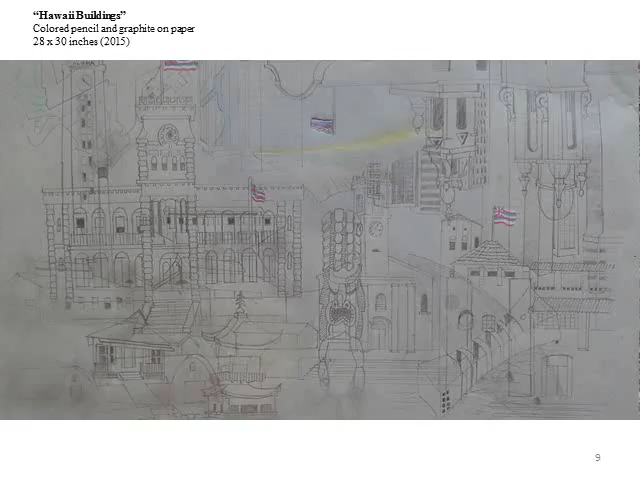 “Hawaii Buildings”
Colored pencil and graphite on paper
28 x 30 inches (2015)
9